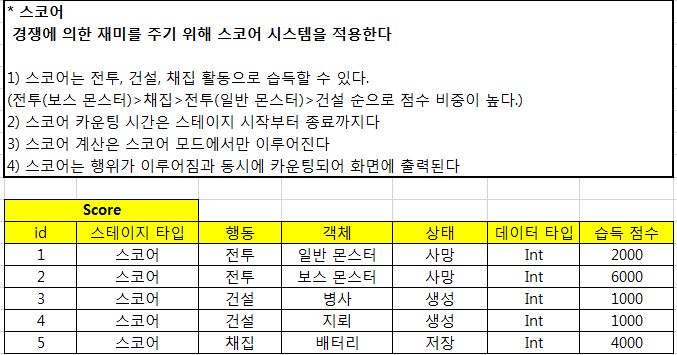 * 스코어
경쟁에 의한 재미를 주기 위해 스코어 시스템을 적용한다
1) 스코어는 전투, 건설, 채집 활동으로 습득할 수 있다.
(전투(보스 몬스터)>채집>전투(일반 몬스터)>건설 순으로 점수 비중이 높다.)
2) 스코어 카운팅 시간은 스테이지 시작부터 종료까지다
3) 스코어 계산은 스코어 모드에서만 이루어진다
4) 스코어는 행위가 이루어짐과 동시에 카운팅되어 화면에 출력된다
Score
id 스테이지 타입 행동 객체 상태 데이터 타입 습득 점수
1 스코어 전투 일반 몬스터 사망 Int 2000
2 스코어 전투 보스 몬스터 사망 Int 6000
3 스코어 건설 병사 생성 Int 1000
4 스코어 건설 지뢰 생성 Int 1000
5 스코어 채집 배터리 저장 Int 4000